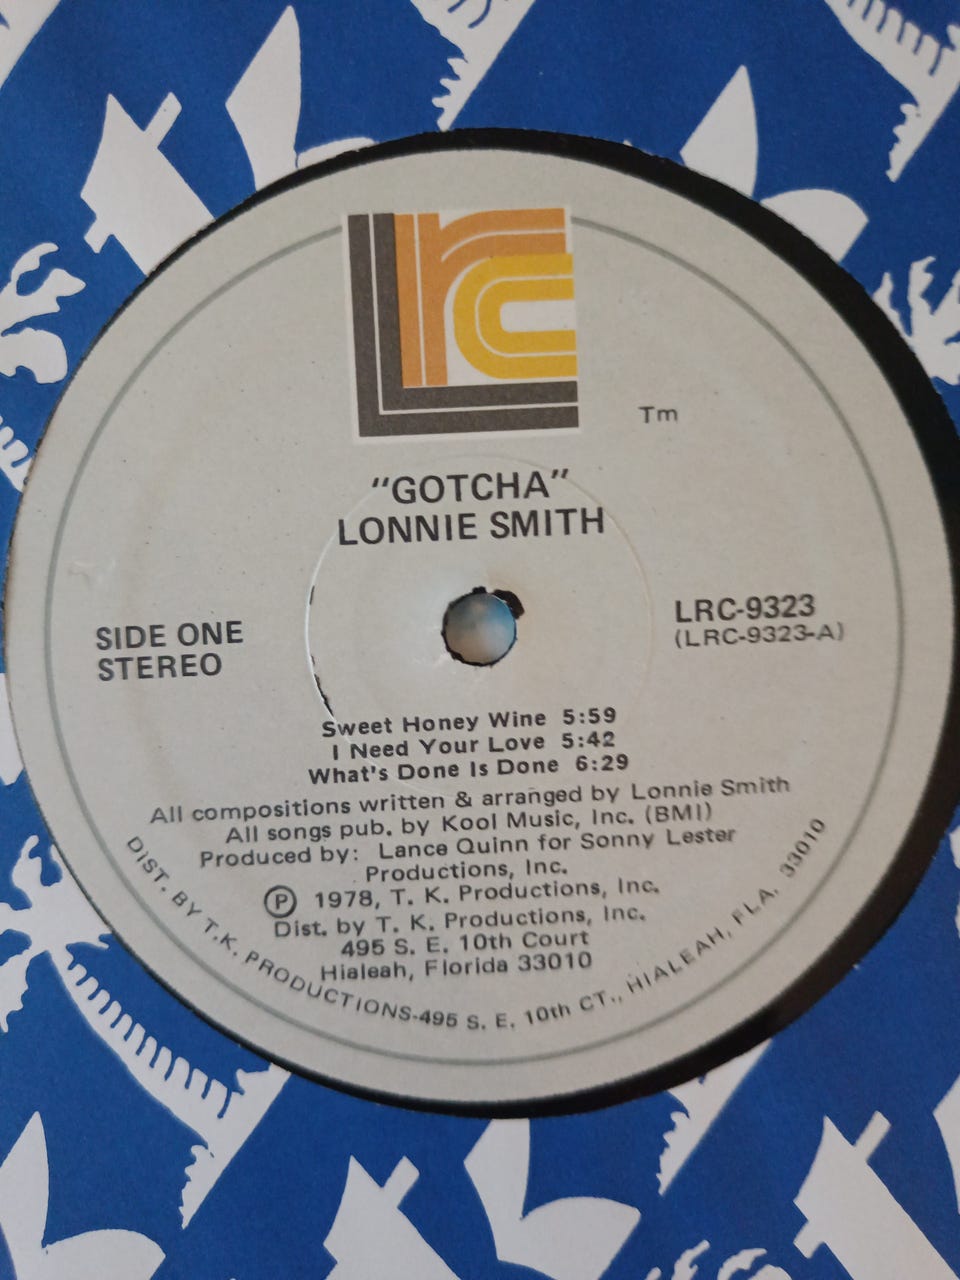 LRC
Tm
"GOTCHA"
LONNIE SMITH
SIDE ONE
STEREO
LRC-9323
(LRC-9323-A)
Sweet Honey Wine 5:59
I Need Your Love 5:42
What's Done Is Done 6:29
All compositions written & arranged by Lonnie Smith
All songs pub. by Kool Music, Inc. (BMI)
Produced by: Lance Quinn for Sonny Lester
Productions, Inc.
Ⓟ 1978, T. K. Productions, Inc.
Dist. by T. K. Productions, Inc.
495 S. E. 10th Court
Hialeah, Florida 33010
DIST. BY T.K. PRODUCTIONS-495 S. E. 10th CT., HIALEAH, FLA. 33010